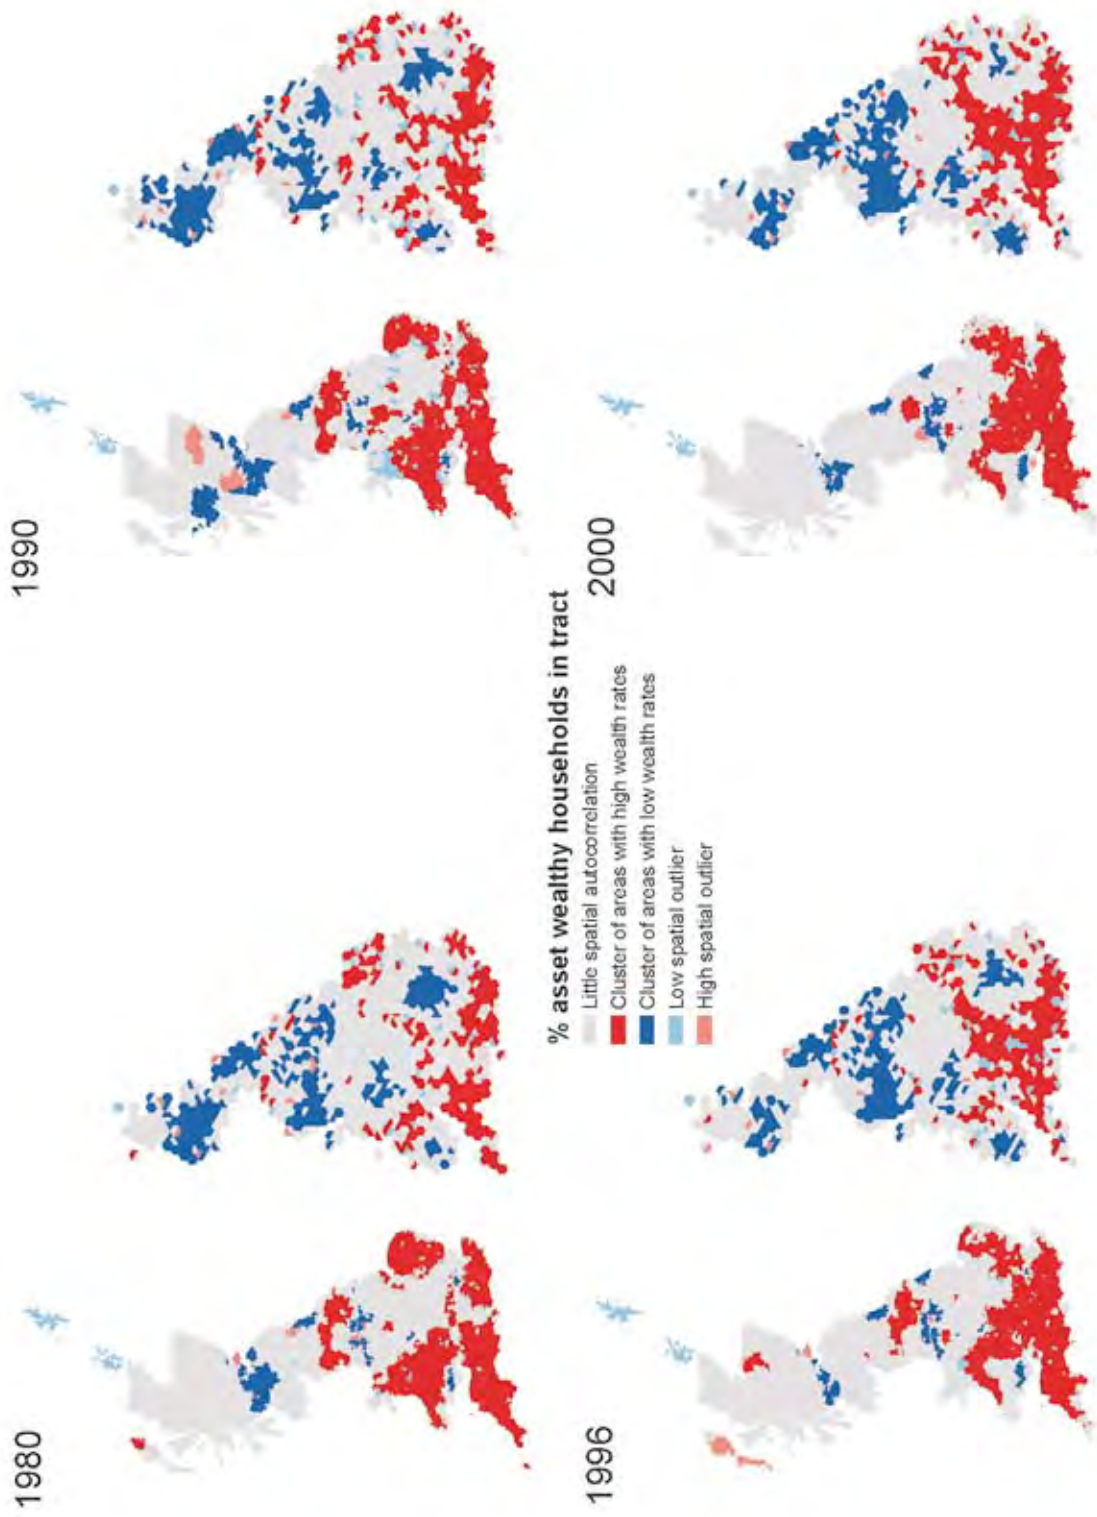 1980
1990
% asset wealthy households in tract
Little spatial autocorrelation
Cluster of areas with high wealth rates
Cluster of areas with low wealth rates
Low spatial outlier
High spatial outlier
1996
2000